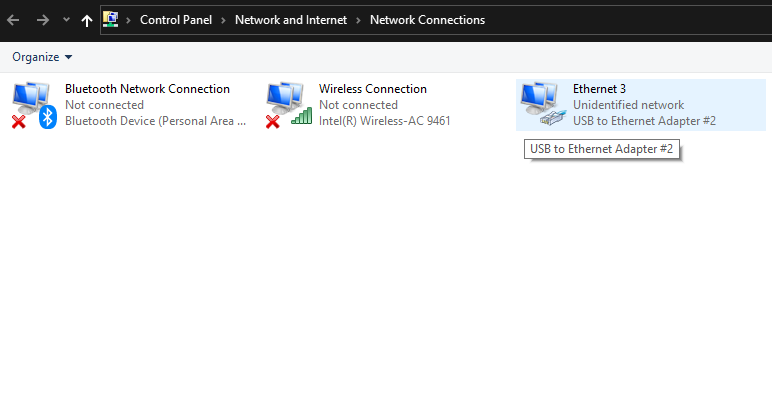 Control Panel > Network and Internet > Network Connections
Organize
Bluetooth Network Connection
Not connected
Bluetooth Device (Personal Area ...
Wireless Connection
Not connected
Intel(R) Wireless-AC 9461
Ethernet 3
Unidentified network
USB to Ethernet Adapter #2
USB to Ethernet Adapter #2